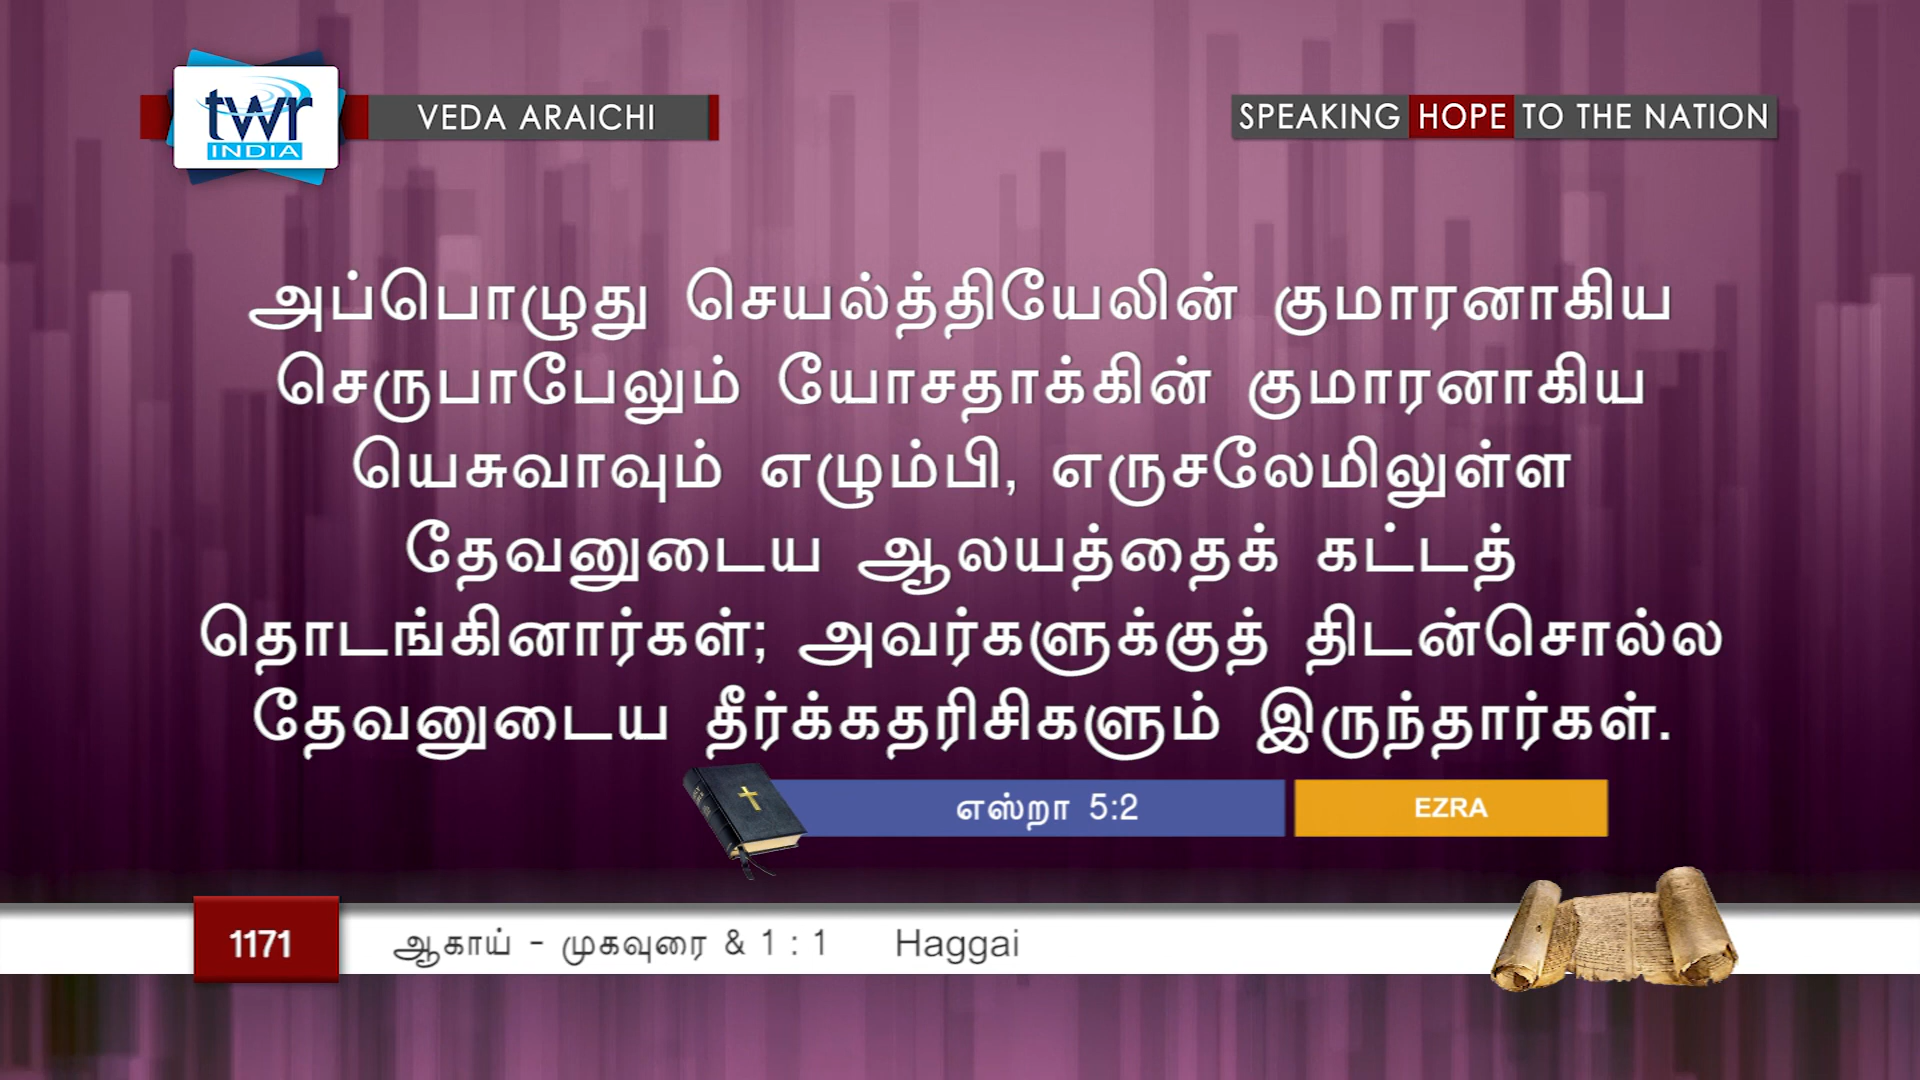 twr
INDIA
VEDA ARAICHI
SPEAKING HOPE TO THE NATION
அப்பொழுது செயல்த்தியேலின் குமாரனாகிய
செருபாபேலும் யோசதாக்கின் குமாரனாகிய
யெசுவாவும் எழும்பி, எருசலேமிலுள்ள
தேவனுடைய ஆலயத்தைக் கட்டத்
தொடங்கினார்கள்; அவர்களுக்குத் திடன்சொல்ல
தேவனுடைய தீர்க்கதரிசிகளும் இருந்தார்கள்.
எஸ்றா 5:2
EZRA
1171
ஆகாய் - முகவுரை & 1 : 1 Haggai